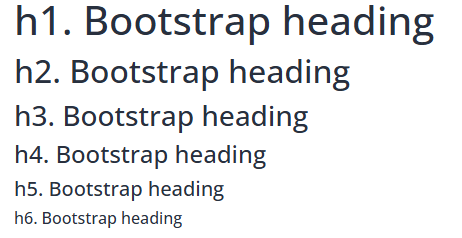 h1. Bootstrap heading
h2. Bootstrap heading
h3. Bootstrap heading
h4. Bootstrap heading
h5. Bootstrap heading
h6. Bootstrap heading